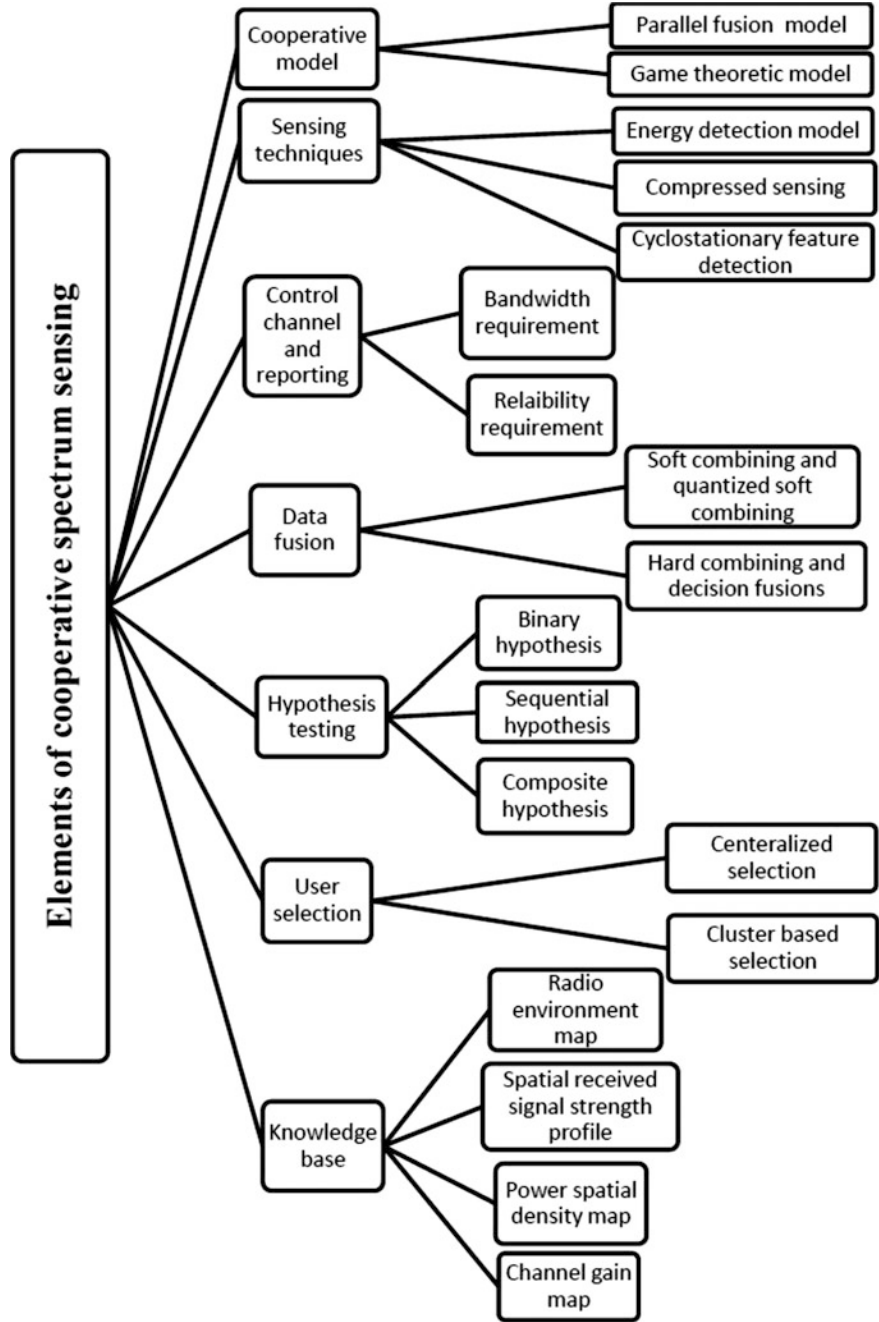 Elements of cooperative spectrum sensing
Cooperative
model
Parallel fusion model
Game theoretic model
Sensing
techniques
Energy detection model
Compressed sensing
Cyclostationary feature
detection
Control
channel
and
reporting
Bandwidth
requirement
Relaibility
requirement
Data
fusion
Soft combining and
quantized soft
combining
Hard combining and
decision fusions
Hypothesis
testing
Binary
hypothesis
Sequential
hypothesis
Composite
hypothesis
User
selection
Centeralized
selection
Cluster based
selection
Knowledge
base
Radio
environment
map
Spatial received
signal strength
profile
Power spatial
density map
Channel gain
map